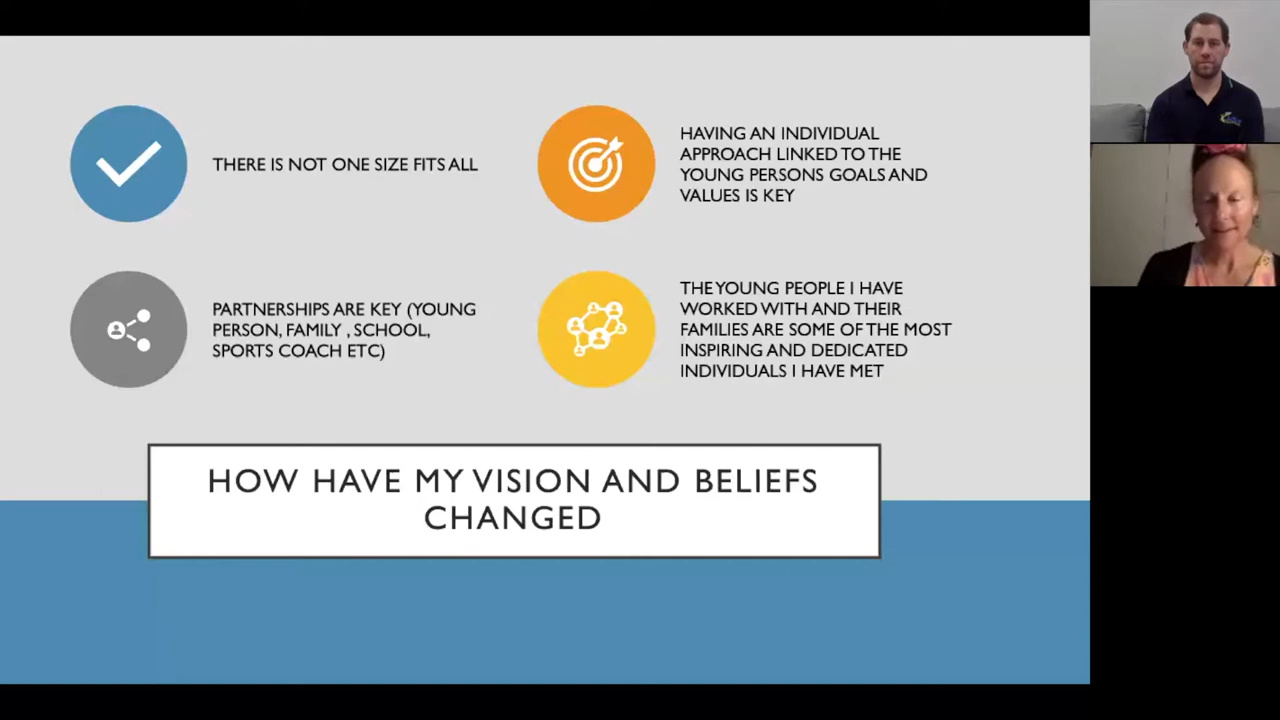 THERE IS NOT ONE SIZE FITS ALL
HAVING AN INDIVIDUAL
APPROACH LINKED TO THE
YOUNG PERSONS GOALS AND
VALUES IS KEY
PARTNERSHIPS ARE KEY (YOUNG
PERSON, FAMILY , SCHOOL,
SPORTS COACH ETC)
THE YOUNG PEOPLE I HAVE
WORKED WITH AND THEIR
FAMILIES ARE SOME OF THE MOST
INSPIRING AND DEDICATED
INDIVIDUALS I HAVE MET
HOW HAVE MY VISION AND BELIEFS
CHANGED